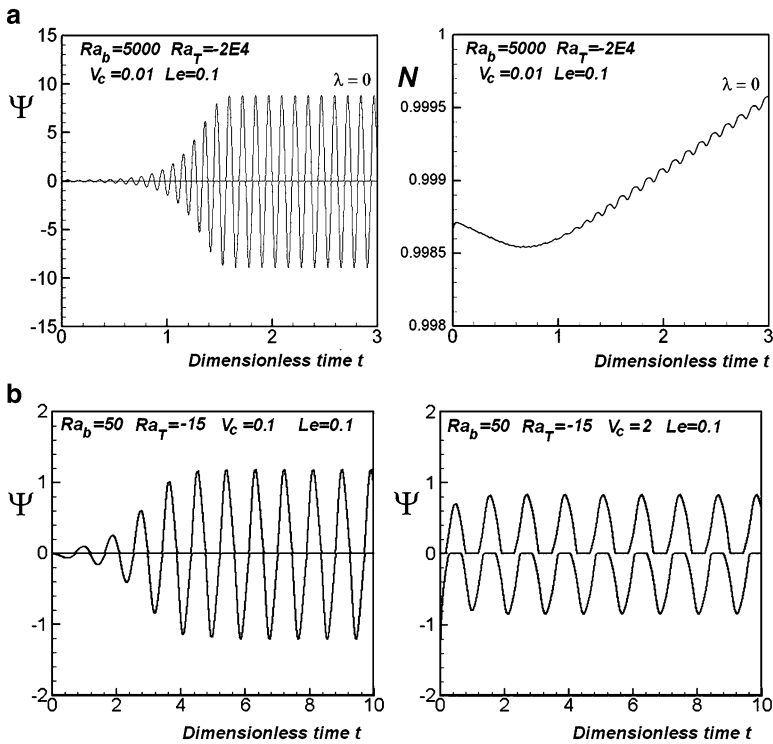 a
Ra_b=5000 Ra_T=-2E4
V_c=0.01 Le=0.1
λ = 0
Ψ
15
10
5
0
-5
-10
-15
0 1 2 3
Dimensionless time t
Ra_b=5000 Ra_T=-2E4
V_c=0.01 Le=0.1
λ = 0
N
1
0.9995
0.999
0.9985
0.998
0 1 2 3
Dimensionless time t
b
Ra_b=50 Ra_T=-15 V_c=0.1 Le=0.1
Ψ
2
1
0
-1
-2
0 2 4 6 8 10
Dimensionless time t
Ra_b=50 Ra_T=-15 V_c=2 Le=0.1
Ψ
2
1
0
-1
-2
0 2 4 6 8 10
Dimensionless time t